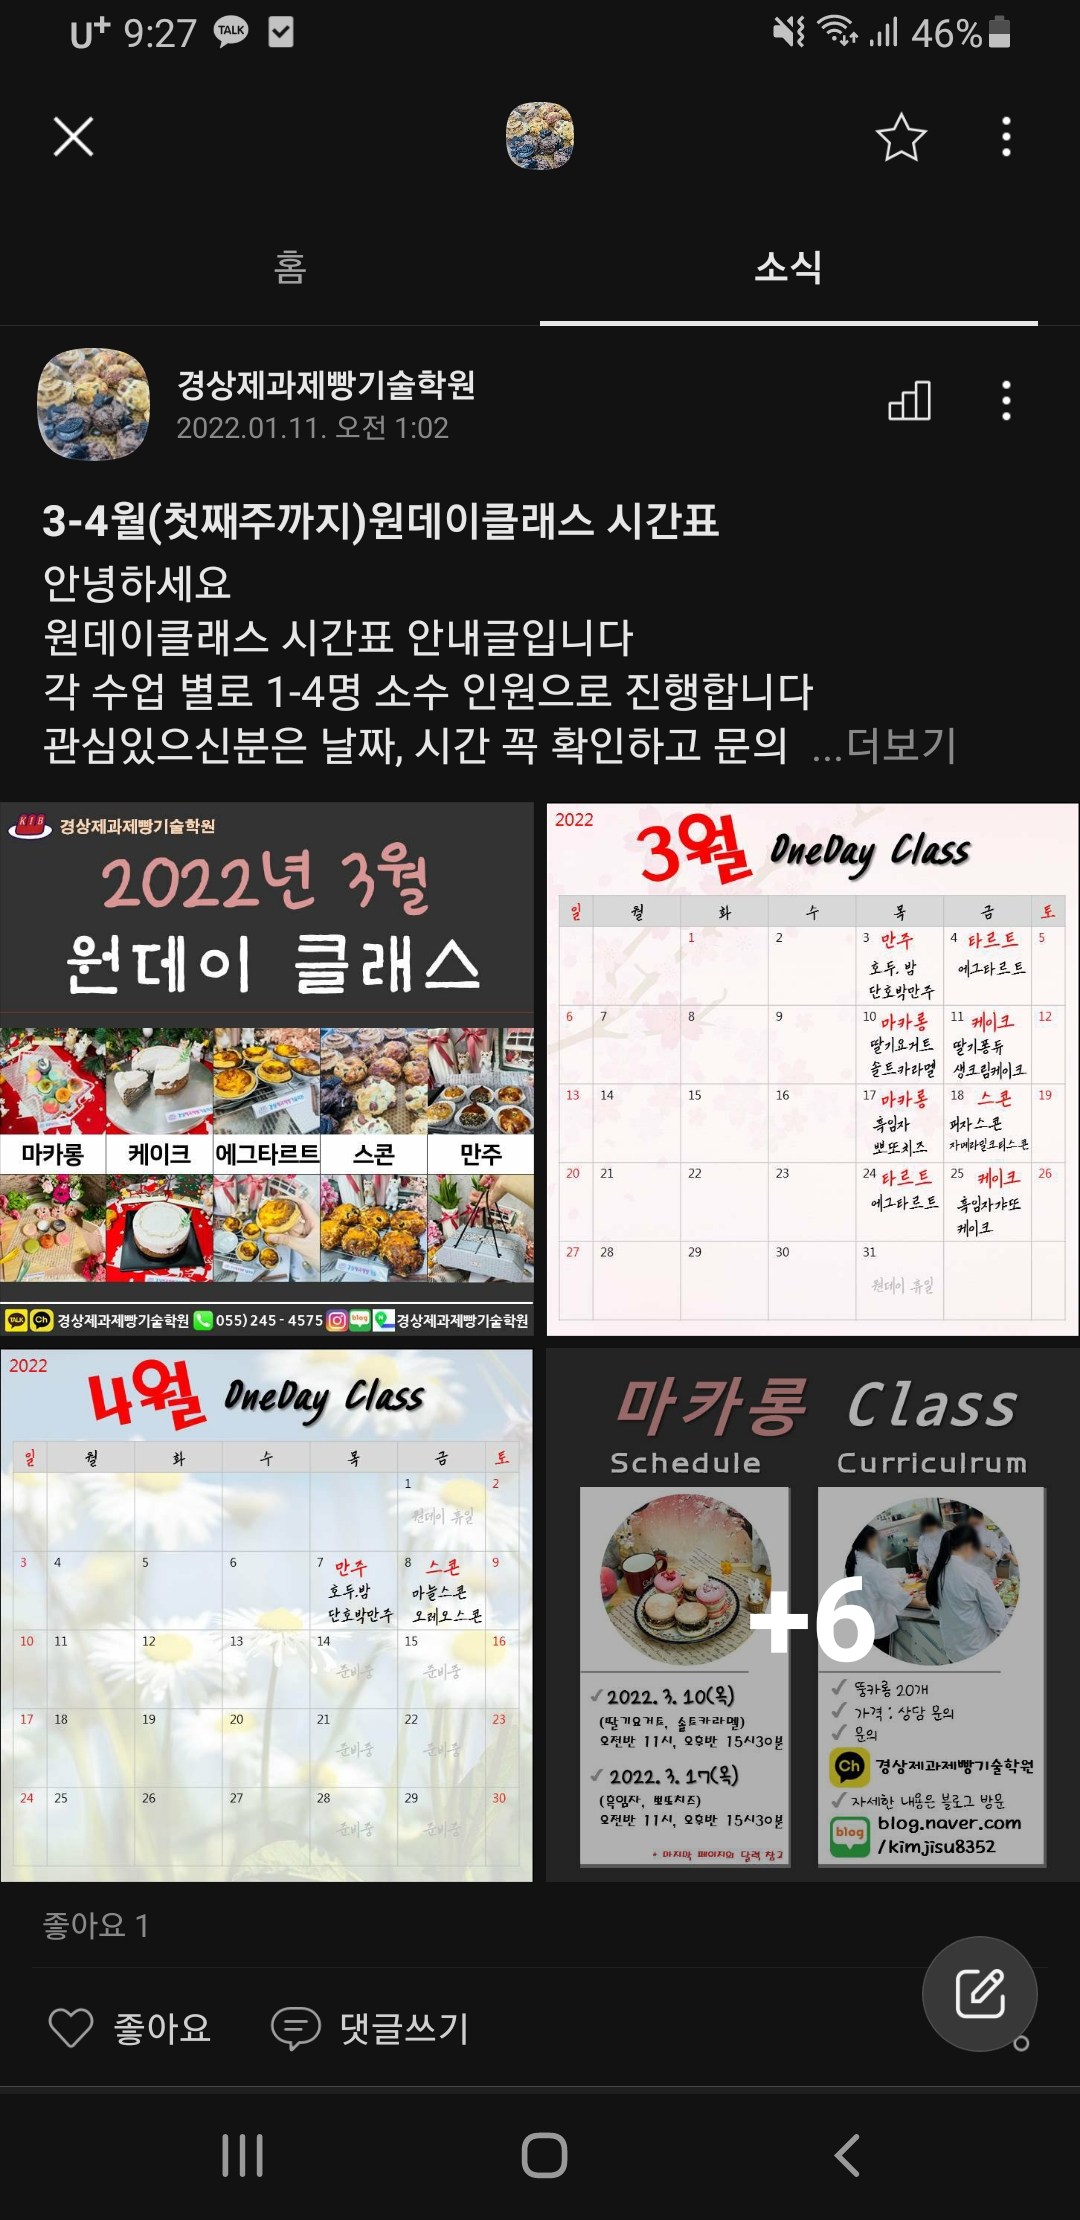 U+ 9:27 TALK 46%
홈 소식
경상제과제빵기술학원
2022.01.11. 오전 1:02
3-4월(첫째주까지)원데이클래스 시간표
안녕하세요
원데이클래스 시간표 안내글입니다
각 수업 별로 1-4명 소수 인원으로 진행합니다
관심있으신분은 날짜, 시간 꼭 확인하고 문의 ...더보기
KIB 경상제과제빵기술학원
2022년 3월
원데이 클래스
마카롱 케이크 에그타르트 스콘 만주
TALK Ch 경상제과제빵기술학원 055)245-4575 blog 경상제과제빵기술학원
2022
3월 OneDay Class
일 월 화 수 목 금 토
1 2 3 만주 4 타르트 5
호두.밤 에그타르트
단호박만주
6 7 8 9 10 마카롱 11 케이크 12
딸기요거트 딸기퐁듀
솔트카라멜 생크림케이크
13 14 15 16 17 마카롱 18 스콘 19
흑임자 피자스콘
뽀또치즈
20 21 22 23 24 타르트 25 케이크 26
에그타르트 흑임자갸또
케이크
27 28 29 30 31
원데이 휴일
2022
4월 OneDay Class
일 월 화 수 목 금 토
1 2
원데이 휴일
3 4 5 6 7 만주 8 스콘 9
호두.밤 마늘스콘
단호박만주 오레오스콘
10 11 12 13 14 15 16
준비중 준비중
17 18 19 20 21 22 23
준비중 준비중
24 25 26 27 28 29 30
준비중 준비중
마카롱 Class
Schedule Curriculrum
+6
✓2022. 3. 10(목)
(딸기요거트, 솔트카라멜)
오전반 11시, 오후반 15시30분
✓2022. 3. 17(목)
(흑임자, 뽀또치즈)
오전반 11시, 오후반 15시30분
* 마지막 페이지의 달력 참고
✓ 뚱카롱 20개
✓ 가격 : 상담 문의
✓ 문의
Ch 경상제과제빵기술학원
✓자세한 내용은 블로그 방문
blog blog.naver.com
/kimjisu8352
좋아요 1
좋아요 댓글쓰기